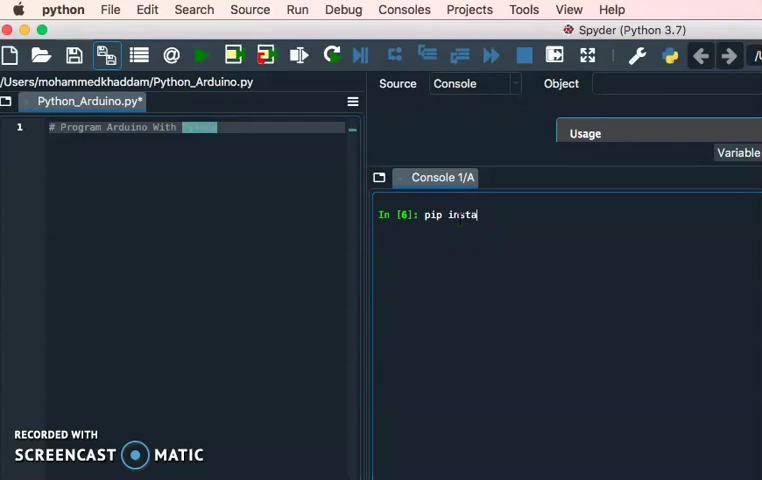 python File Edit Search Source Run Debug Consoles Projects Tools View Help
Spyder (Python 3.7)
/Users/mohammedkhaddam/Python_Arduino.py
Source Console Object
Python_Arduino.py*
Usage
1 # Program Arduino With
Variable
Console 1/A
In [6]: pip insta
RECORDED WITH
SCREENCAST MATIC